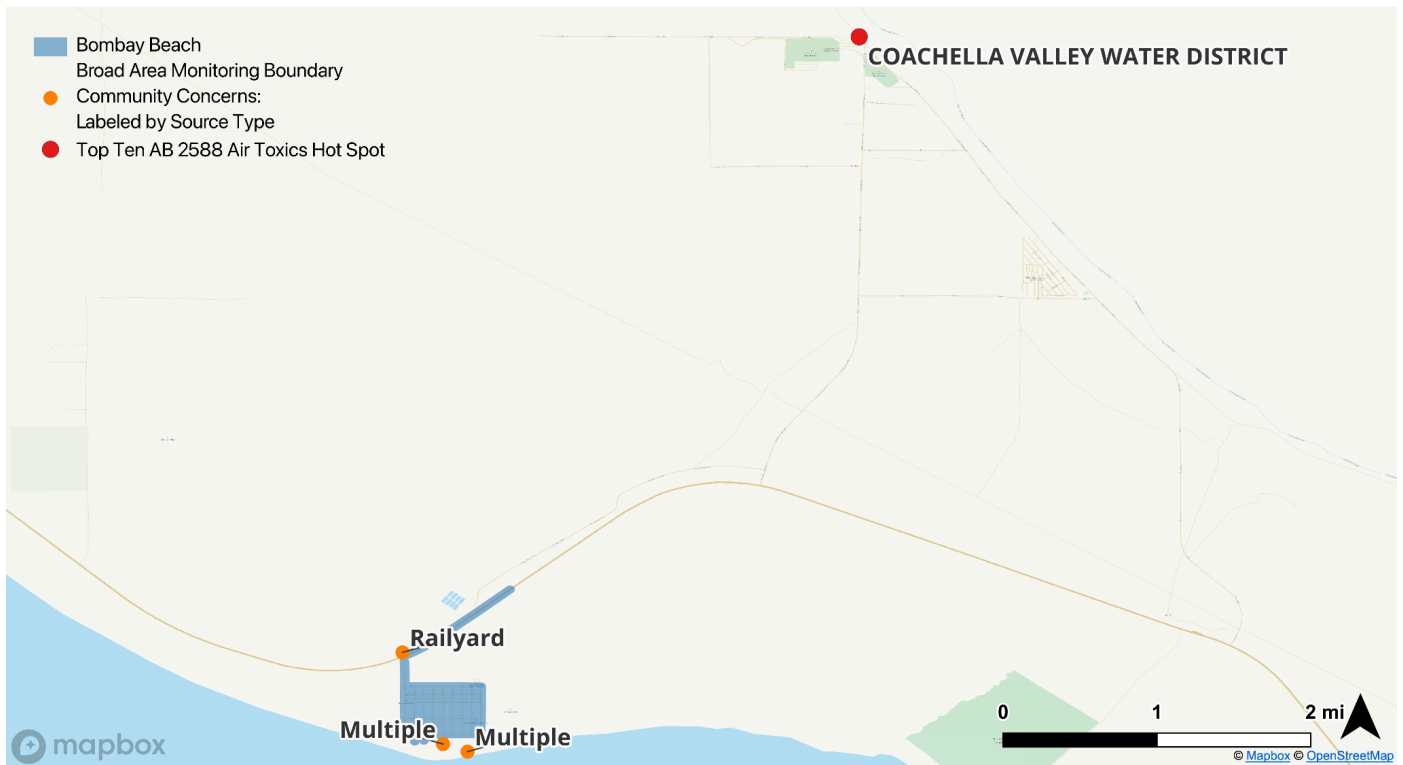 Bombay Beach
Broad Area Monitoring Boundary
Community Concerns:
Labeled by Source Type
Top Ten AB 2588 Air Toxics Hot Spot
COACHELLA VALLEY WATER DISTRICT
Railyard
Multiple
Multiple
0 1 2 mi
mapbox
© Mapbox © OpenStreetMap